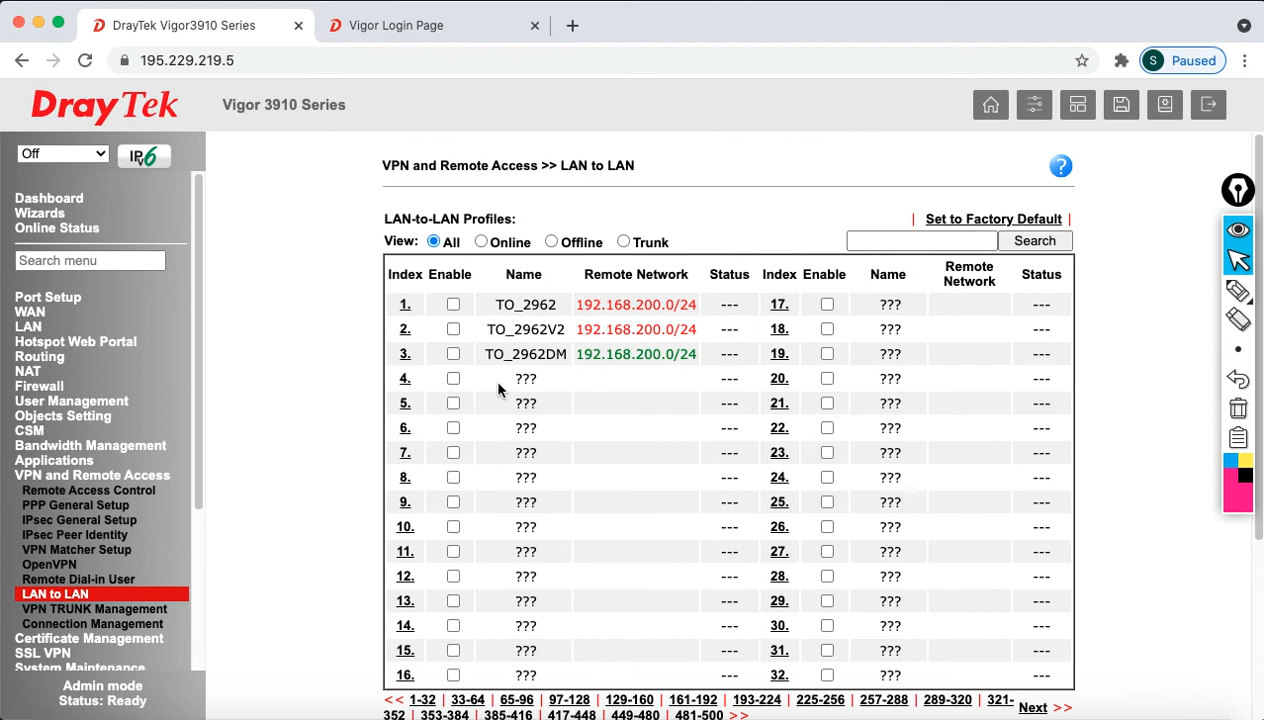 DrayTek Vigor3910 Series
Vigor Login Page
195.229.219.5
S Paused
DrayTek Vigor 3910 Series
Off IPv6
Dashboard
Wizards
Online Status
Search menu
Port Setup
WAN
LAN
Hotspot Web Portal
Routing
NAT
Firewall
User Management
Objects Setting
CSM
Bandwidth Management
Applications
VPN and Remote Access
Remote Access Control
PPP General Setup
IPsec General Setup
IPsec Peer Identity
VPN Matcher Setup
OpenVPN
Remote Dial-in User
LAN to LAN
VPN TRUNK Management
Connection Management
Certificate Management
SSL VPN
System Maintenance
Admin mode
Status: Ready
VPN and Remote Access >> LAN to LAN ?
LAN-to-LAN Profiles: | Set to Factory Default |
View: All Online Offline Trunk Search
Index Enable Name Remote Network Status Index Enable Name Remote Network Status
1. TO_2962 192.168.200.0/24 --- 17. ??? ---
2. TO_2962V2 192.168.200.0/24 --- 18. ??? ---
3. TO_2962DM 192.168.200.0/24 --- 19. ??? ---
4. ??? --- 20. ??? ---
5. ??? --- 21. ??? ---
6. ??? --- 22. ??? ---
7. ??? --- 23. ??? ---
8. ??? --- 24. ??? ---
9. ??? --- 25. ??? ---
10. ??? --- 26. ??? ---
11. ??? --- 27. ??? ---
12. ??? --- 28. ??? ---
13. ??? --- 29. ??? ---
14. ??? --- 30. ??? ---
15. ??? --- 31. ??? ---
16. ??? --- 32. ??? ---
<< 1-32 | 33-64 | 65-96 | 97-128 | 129-160 | 161-192 | 193-224 | 225-256 | 257-288 | 289-320 | 321-
352 | 353-384 | 385-416 | 417-448 | 449-480 | 481-500 >>
Next >>